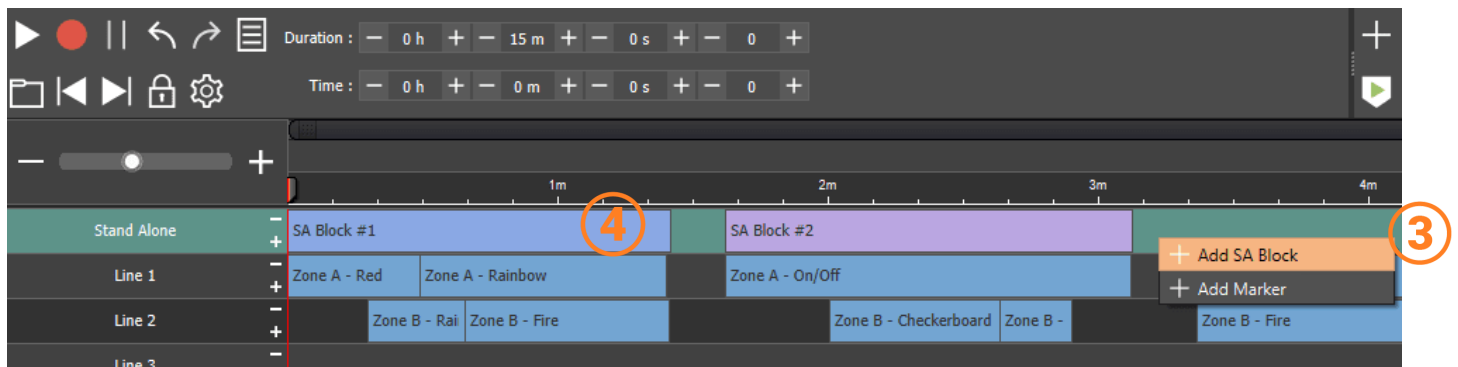 Duration : 0 h 15 m 0 s 0
Time : 0 h 0 m 0 s 0
1m 2m 3m 4m
3
Stand Alone SA Block #1 4 SA Block #2
Add SA Block
Line 1 Zone A - Red Zone A - Rainbow Zone A - On/Off
Add Marker
Line 2 Zone B - Rai Zone B - Fire Zone B - Checkerboard Zone B - Zone B - Fire
Line 3